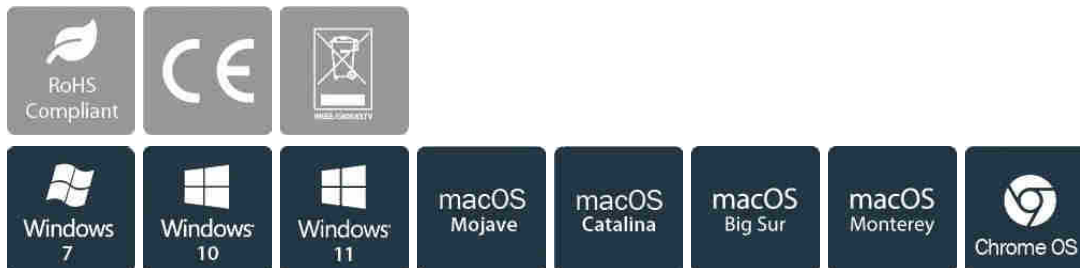 RoHS
Compliant
CE
Windows
7
Windows
10
Windows
11
macOS
Mojave
macOS
Catalina
macOS
Big Sur
macOS
Monterey
Chrome OS